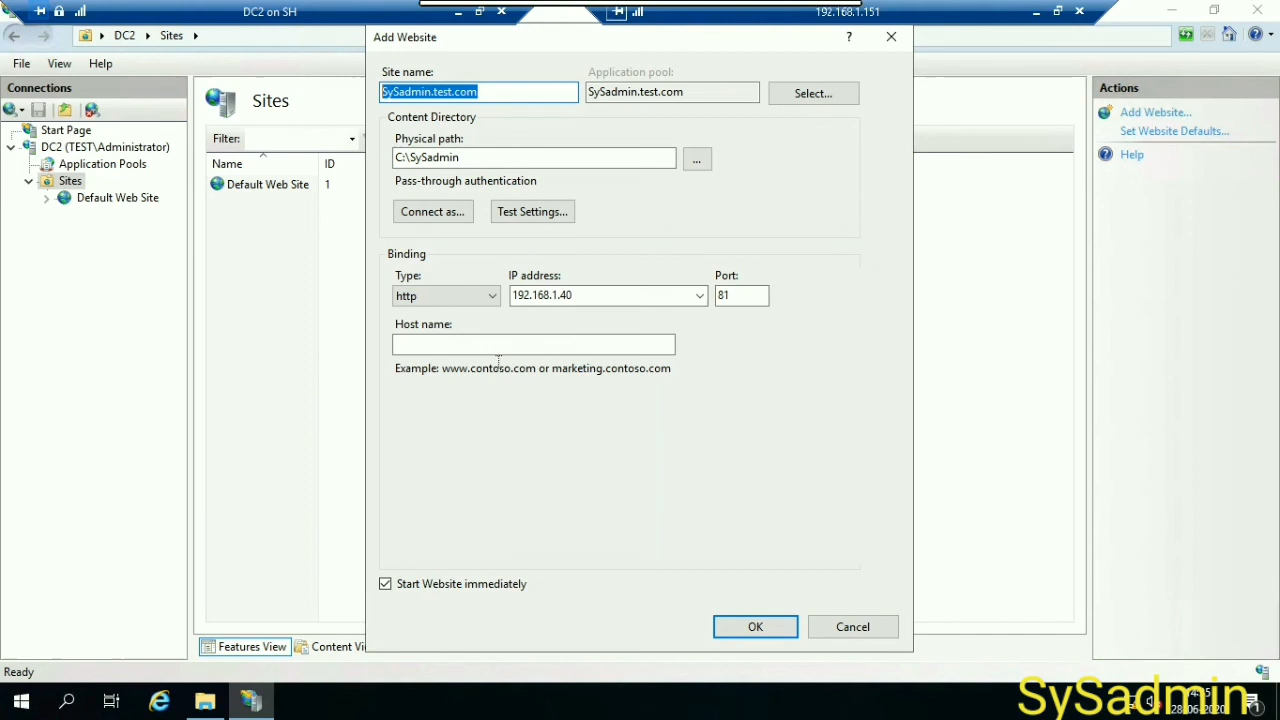 DC2 on SH
192.168.1.151
DC2
Sites
File
View
Help
Connections
Start Page
DC2 (TEST\Administrator)
Application Pools
Sites
Default Web Site
Sites
Filter:
Name
ID
Default Web Site
1
Features View
Content Vi
Add Website
?
Site name:
Application pool:
SySadmin.test.com
SySadmin.test.com
Select...
Content Directory
Physical path:
C:\SySadmin
...
Pass-through authentication
Connect as...
Test Settings...
Binding
Type:
IP address:
Port:
http
192.168.1.40
81
Host name:
Example: www.contoso.com or marketing.contoso.com
Start Website immediately
OK
Cancel
Actions
Add Website...
Set Website Defaults...
Help
Ready
SySadmin
28-06-2020